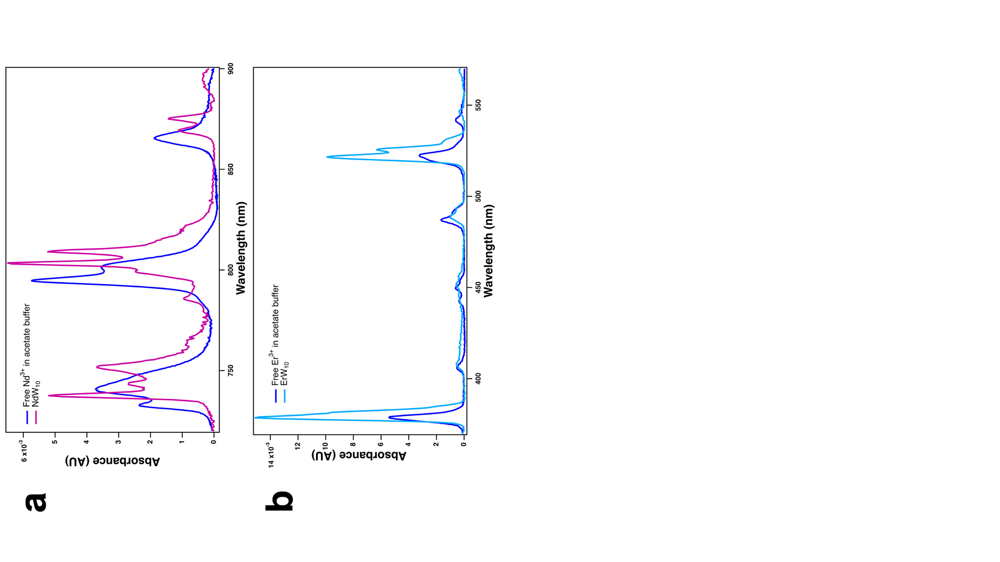 a
Free Nd3+ in acetate buffer
NdW10
6 x10-3
5
4
3
2
1
0
Absorbance (AU)
750
800
850
900
Wavelength (nm)
b
Free Er3+ in acetate buffer
ErW10
14 x10-3
12
10
8
6
4
2
0
Absorbance (AU)
400
450
500
550
Wavelength (nm)